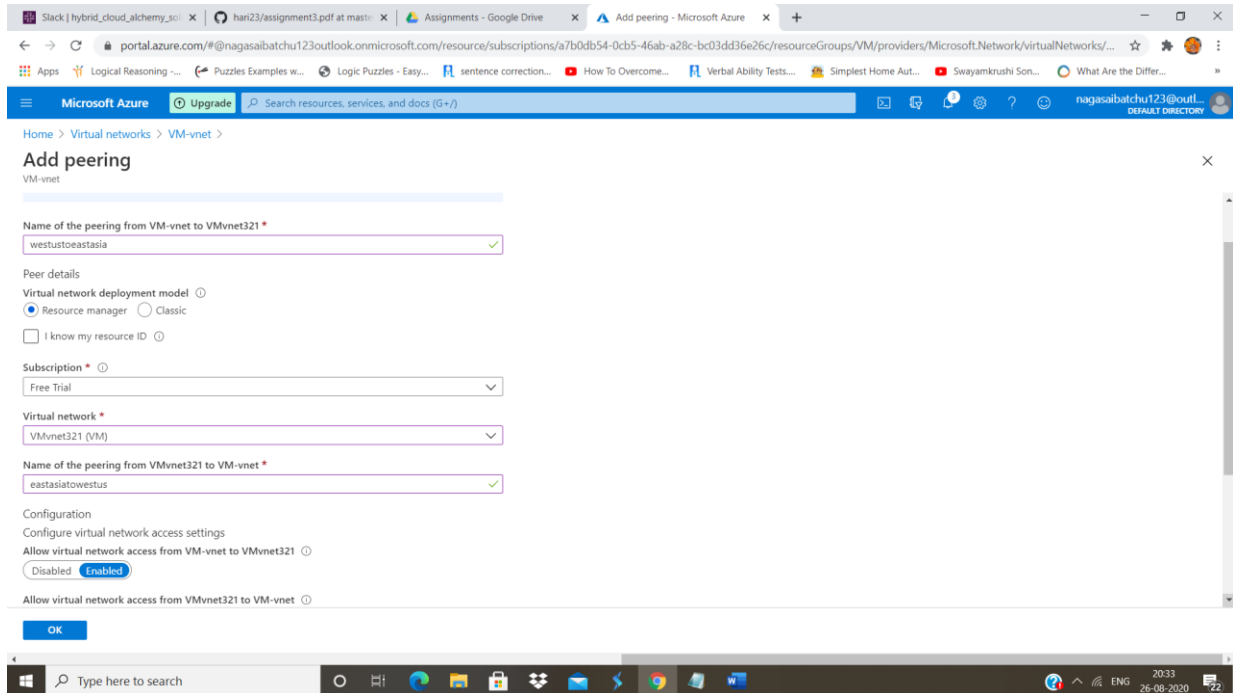 Slack | hybrid_cloud_alchemy_sol
hari23/assignment3.pdf at maste
Assignments - Google Drive
Add peering - Microsoft Azure
portal.azure.com/#@nagasaibatchu123outlook.onmicrosoft.com/resource/subscriptions/a7b0db54-0cb5-46ab-a28c-bc03dd36e26c/resourceGroups/VM/providers/Microsoft.Network/virtualNetworks/...
Apps Logical Reasoning -... Puzzles Examples w... Logic Puzzles - Easy... sentence correction... How To Overcome... Verbal Ability Tests.... Simplest Home Aut... Swayamkrushi Son... What Are the Differ... »
Microsoft Azure Upgrade Search resources, services, and docs (G+/) 3 nagasaibatchu123@outl...
DEFAULT DIRECTORY
Home > Virtual networks > VM-vnet >
Add peering
VM-vnet
Name of the peering from VM-vnet to VMvnet321 *
westustoeastasia
Peer details
Virtual network deployment model
Resource manager Classic
I know my resource ID
Subscription *
Free Trial
Virtual network *
VMvnet321 (VM)
Name of the peering from VMvnet321 to VM-vnet *
eastasiatowestus
Configuration
Configure virtual network access settings
Allow virtual network access from VM-vnet to VMvnet321
Disabled Enabled
Allow virtual network access from VMvnet321 to VM-vnet
OK
Type here to search
ENG
20:33
26-08-2020
22